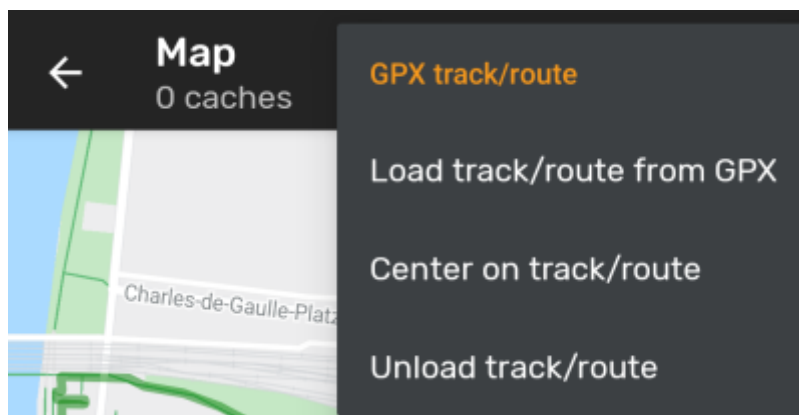 Map
0 caches
GPX track/route
Load track/route from GPX
Center on track/route
Unload track/route
Charles-de-Gaulle-Platz